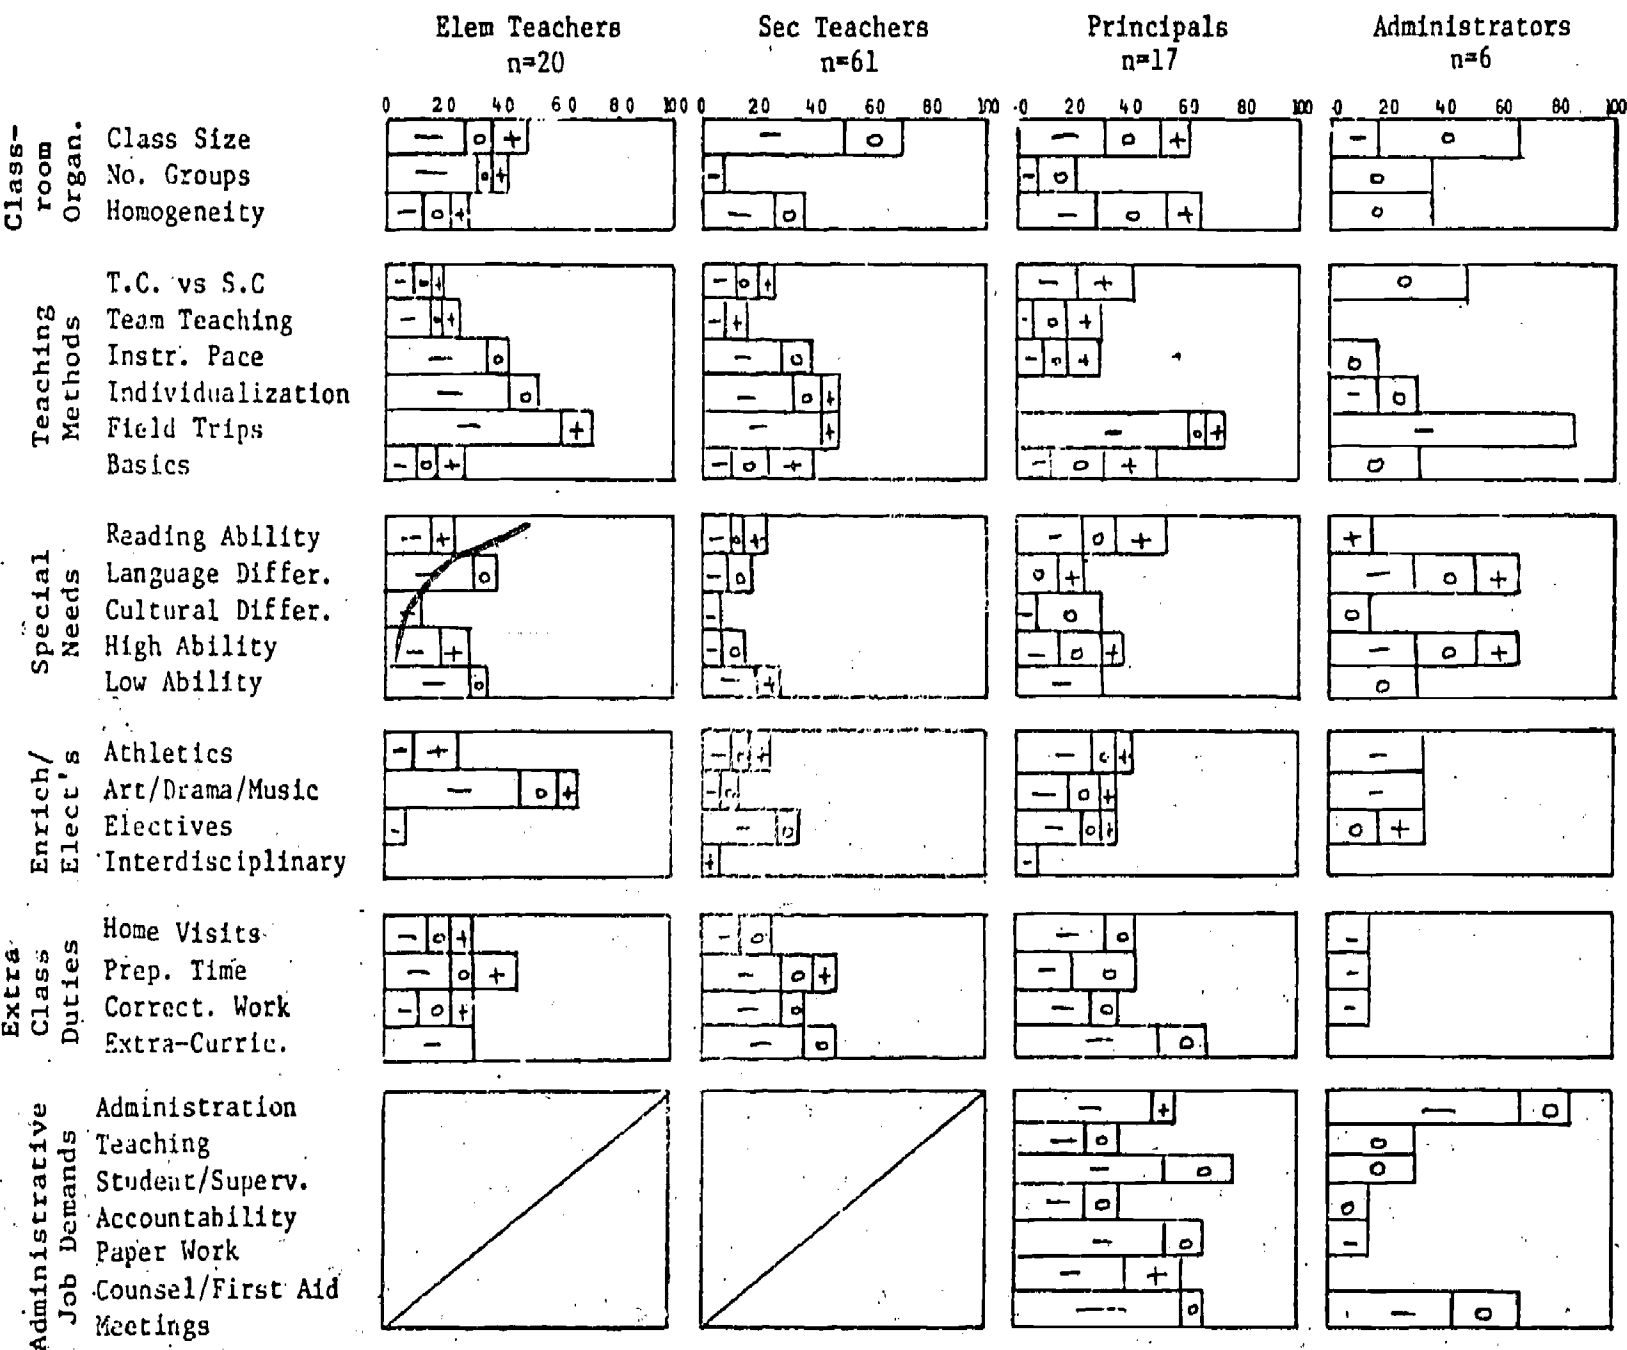 Elem Teachers Sec Teachers Principals Administrators
n=20 n=61 n=17 n=6
0 20 40 60 80 100 0 20 40 60 80 100 0 20 40 60 80 100 0 20 40 60 80 100
Class-
room
Organ.
Class Size - o + - o - o + - o
No. Groups - o + - - o o
Homogeneity - o + - o - o + o
Teaching
Methods
T.C. vs S.C - o + - o + - + o
Team Teaching - o + - + - o +
Instr. Pace - o - o - o + o
Individualization - o - o + - o
Field Trips - + - + - o + -
Basics - o + - o + - o + o
Special
Needs
Reading Ability - + - o + - o + +
Language Differ. - o - o o + - o +
Cultural Differ. + - - o o
High Ability - + - o - o + - o +
Low Ability - o - + - o
Enrich/
Elect's
Athletics - + - o + - o + -
Art/Drama/Music - o + - o - o + -
Electives - - o - o + o +
Interdisciplinary + -
Extra
Class
Duties
Home Visits - o + - o - o -
Prep. Time - o + - o + - o -
Correct. Work - o + - o - o -
Extra-Curric. - - o - o
Administrative
Job Demands
Administration - + - o
Teaching - o o
Student/Superv. - o o
Accountability - o o
Paper Work - o -
Counsel/First Aid - +
Meetings - o - o